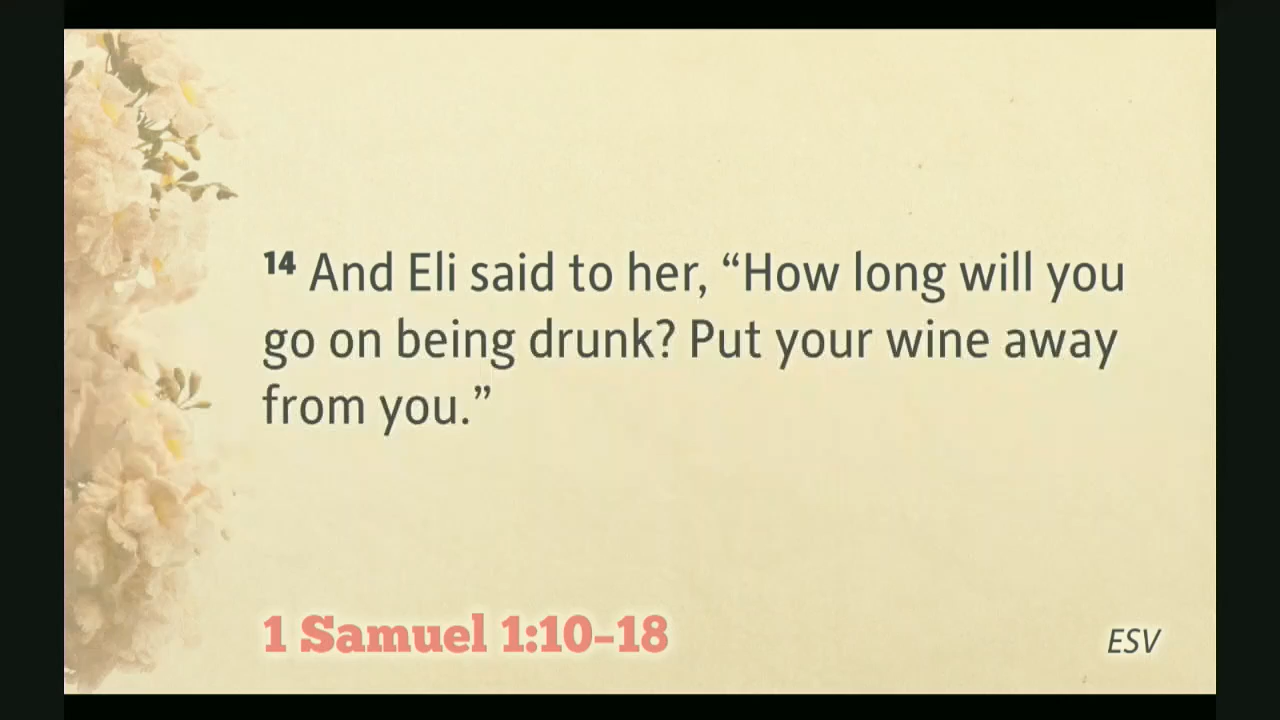 14 And Eli said to her, “How long will you
go on being drunk? Put your wine away
from you.”
1 Samuel 1:10–18
ESV